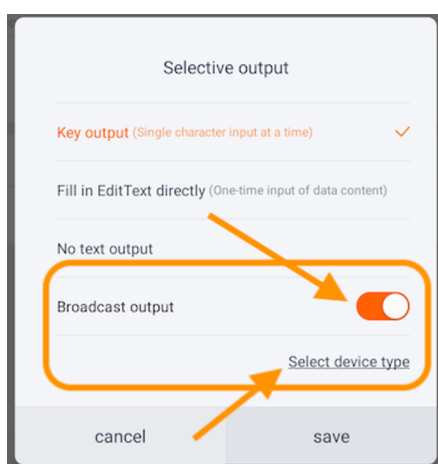 Selective output
Key output (Single character input at a time)
Fill in EditText directly (One-time input of data content)
No text output
Broadcast output
Select device type
cancel save